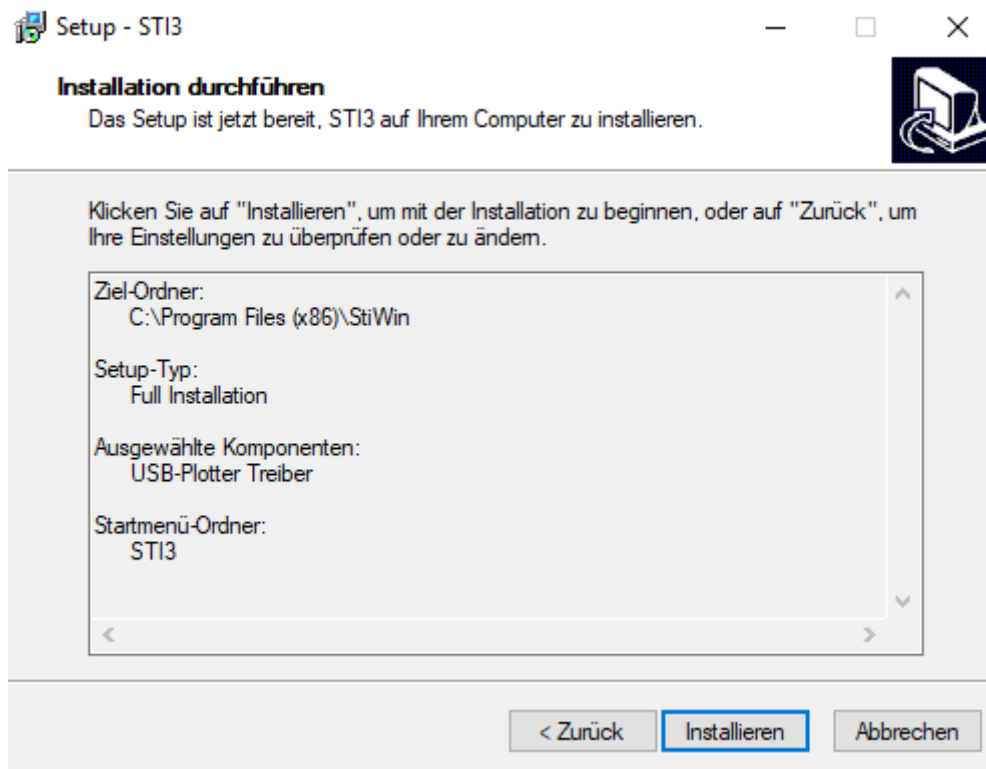 Setup - STI3
Installation durchführen
Das Setup ist jetzt bereit, STI3 auf Ihrem Computer zu installieren.
Klicken Sie auf "Installieren", um mit der Installation zu beginnen, oder auf "Zurück", um
Ihre Einstellungen zu überprüfen oder zu ändern.
Ziel-Ordner:
C:\Program Files (x86)\StiWin
Setup-Typ:
Full Installation
Ausgewählte Komponenten:
USB-Plotter Treiber
Startmenü-Ordner:
STI3
< Zurück
Installieren
Abbrechen